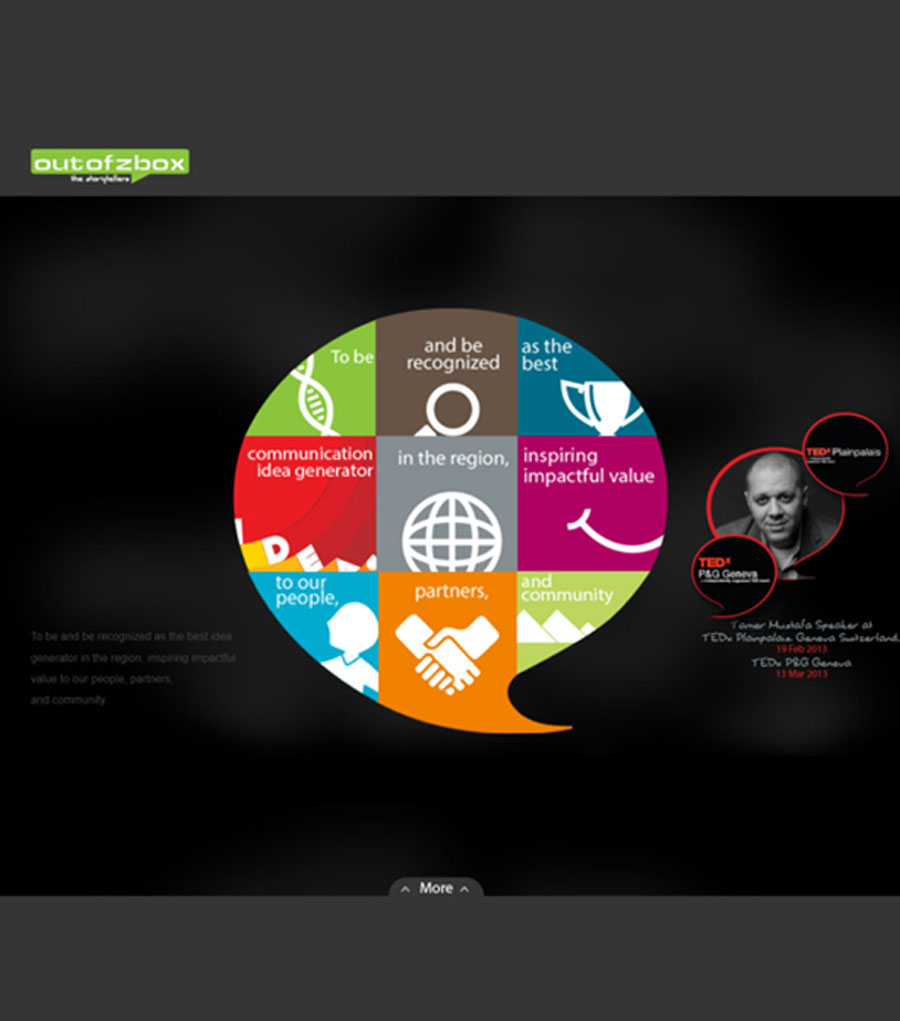 outofzbox
the storytellers
To be
and be
recognized
as the
best
communication
idea generator
in the region,
inspiring
impactful value
IDEA
to our
people,
partners,
and
community
To be and be recognized as the best idea
generator in the region, inspiring impactful
value to our people, partners,
and community.
TEDx Plainpalais
TEDx
P&G Geneva
Tamer Mustafa Speaker at
TEDx Plainpalaix Geneva Switzerland.
19 Feb 2013
TEDx P&G Geneva
13 Mar 2013
More